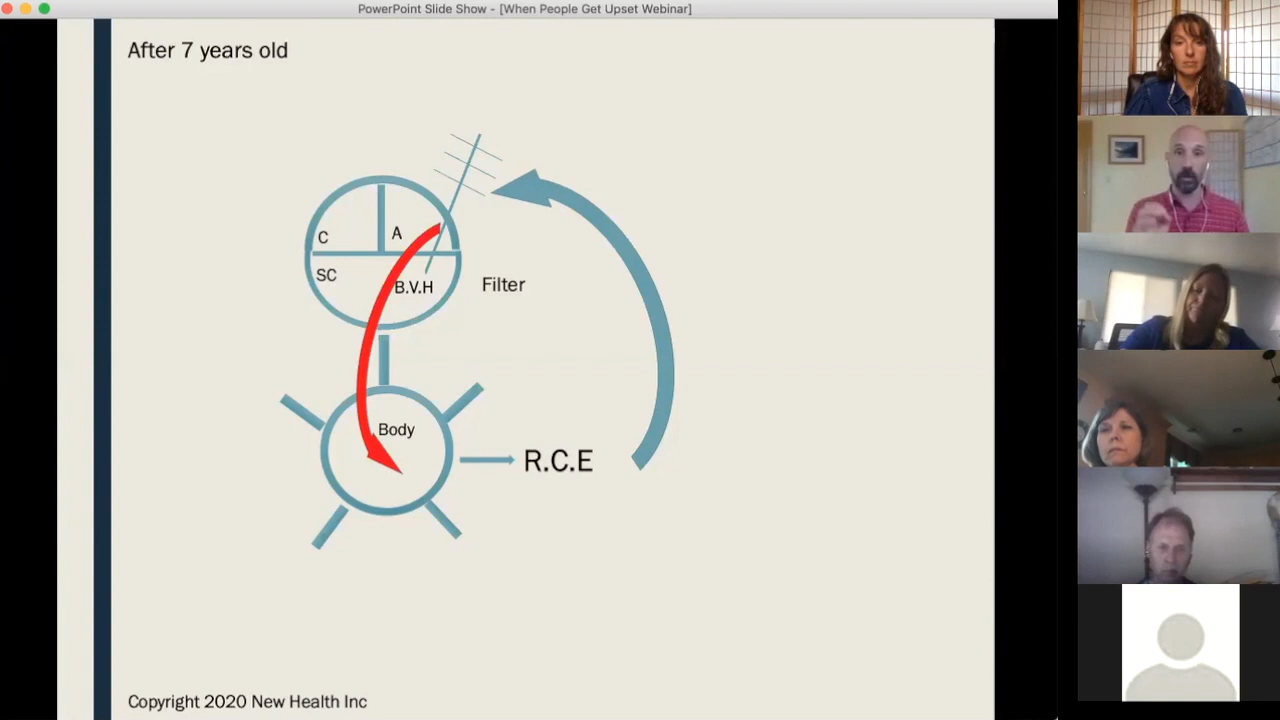 PowerPoint Slide Show - [When People Get Upset Webinar]
After 7 years old
C
A
SC
B.V.H
Filter
Body
R.C.E
Copyright 2020 New Health Inc